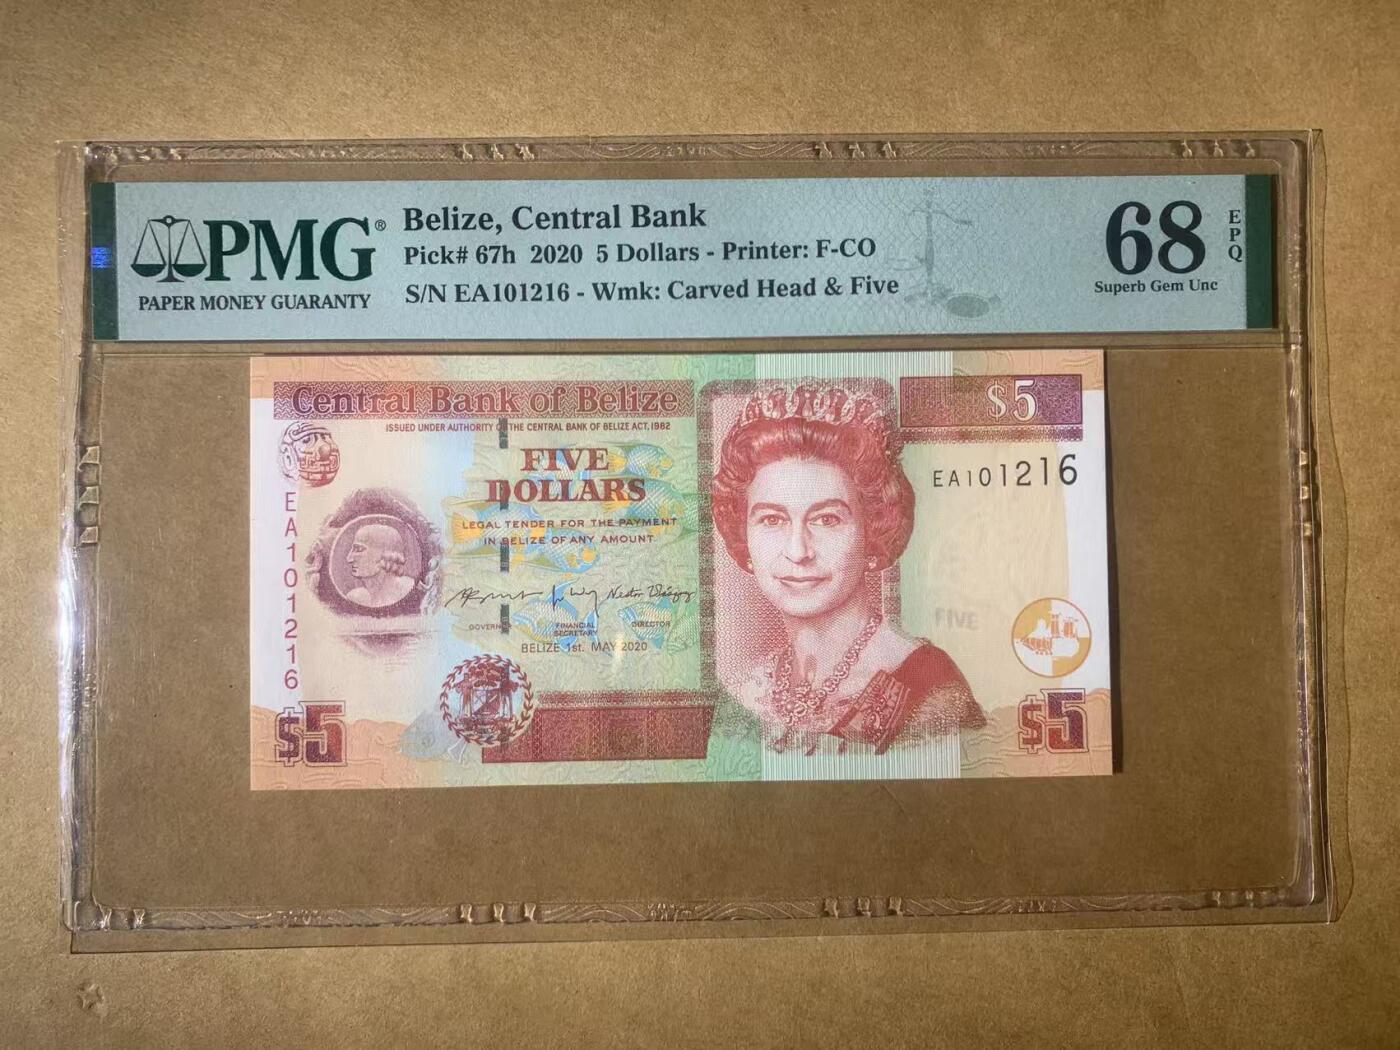 PMG®
PAPER MONEY GUARANTY
Belize, Central Bank
Pick# 67h 2020 5 Dollars - Printer: F-CO
S/N EA101216 - Wmk: Carved Head & Five
68
EPQ
Superb Gem Unc
Central Bank of Belize
$5
ISSUED UNDER AUTHORITY OF THE CENTRAL BANK OF BELIZE ACT, 1982
FIVE
DOLLARS
EA101216
LEGAL TENDER FOR THE PAYMENT
IN BELIZE OF ANY AMOUNT
EA101216
FIVE
GOVERNOR
FINANCIAL
SECRETARY
DIRECTOR
BELIZE 1st. MAY 2020
$5
$5